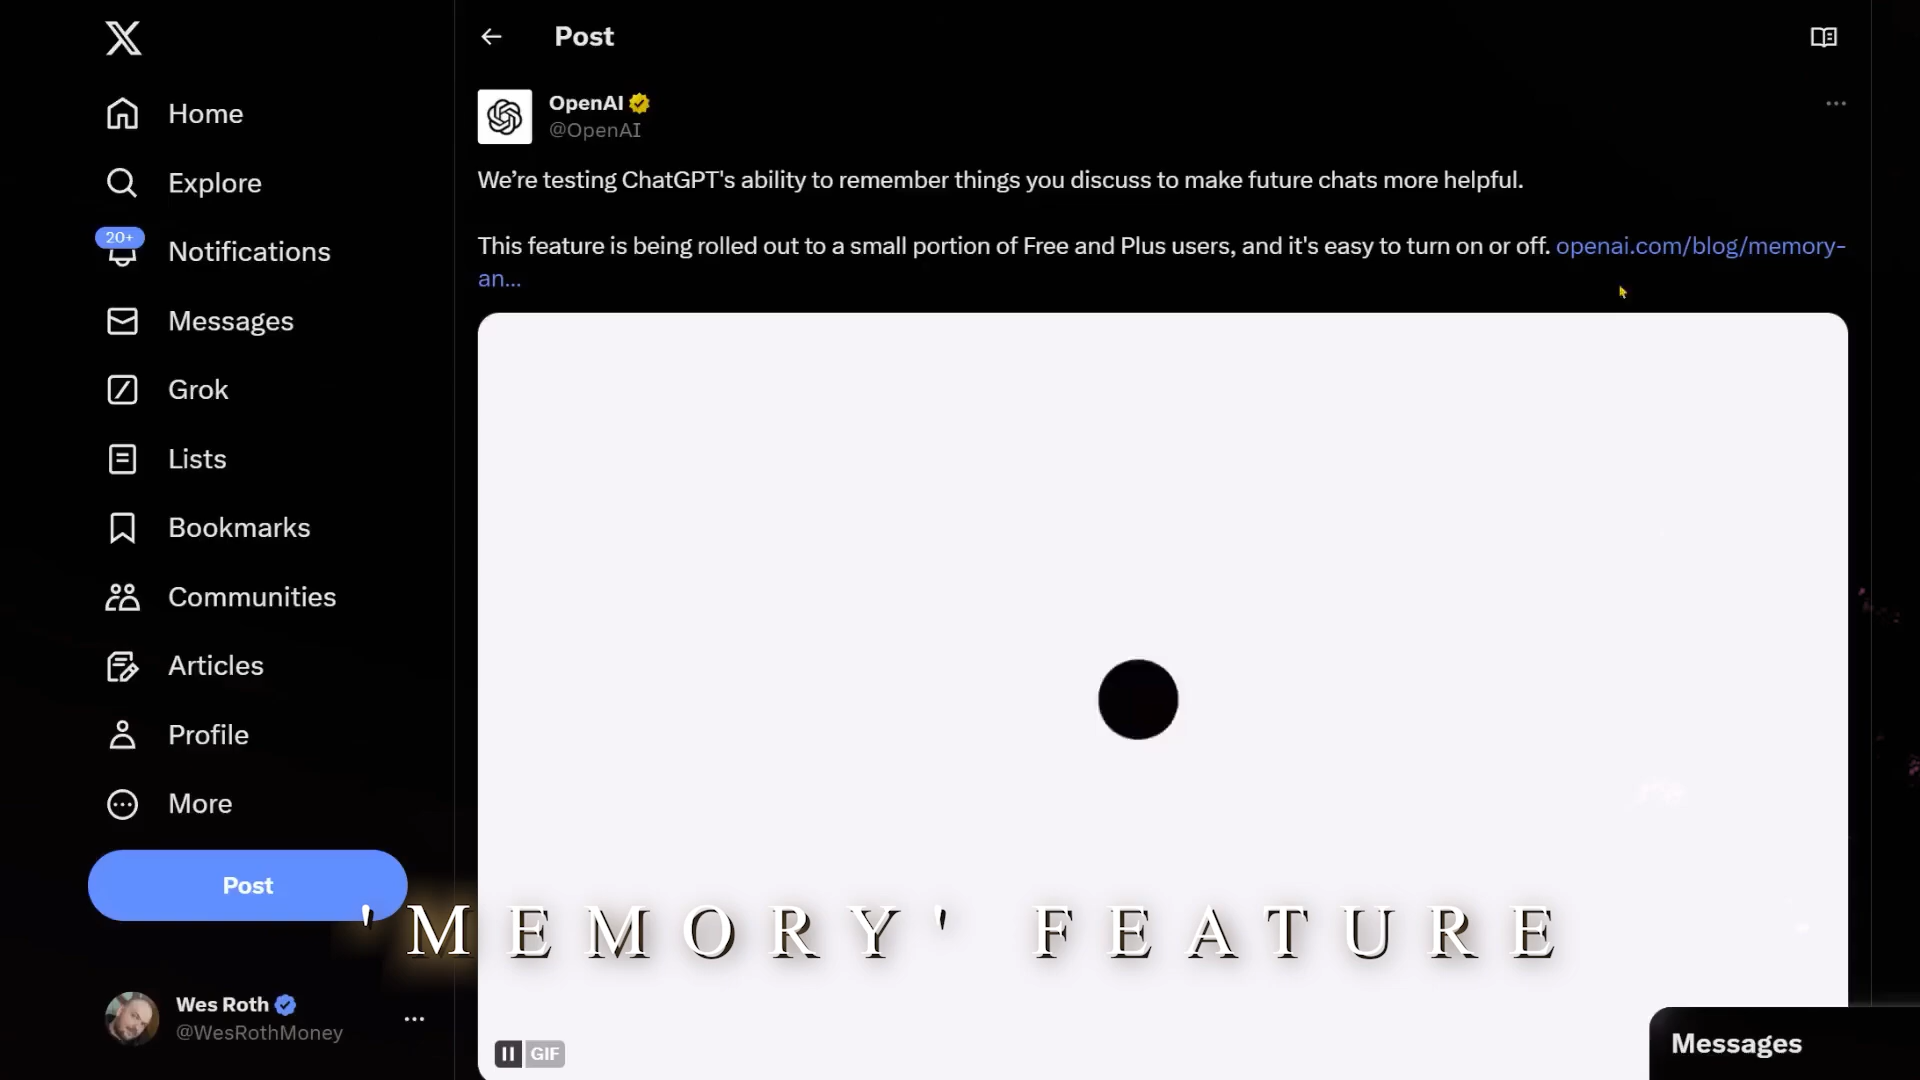 Post
OpenAI
@OpenAI
We’re testing ChatGPT's ability to remember things you discuss to make future chats more helpful.
This feature is being rolled out to a small portion of Free and Plus users, and it's easy to turn on or off. openai.com/blog/memory-
an...
Home
Explore
20+
Notifications
Messages
Grok
Lists
Bookmarks
Communities
Articles
Profile
More
Post
'MEMORY' FEATURE
Wes Roth
@WesRothMoney
GIF
Messages